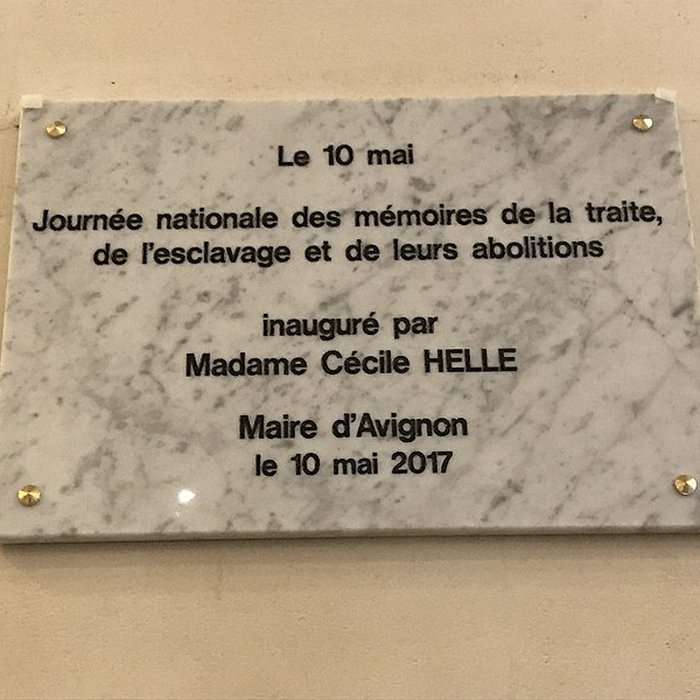 Le 10 mai
Journée nationale des mémoires de la traite,
de l'esclavage et de leurs abolitions
inauguré par
Madame Cécile HELLE
Maire d'Avignon
le 10 mai 2017